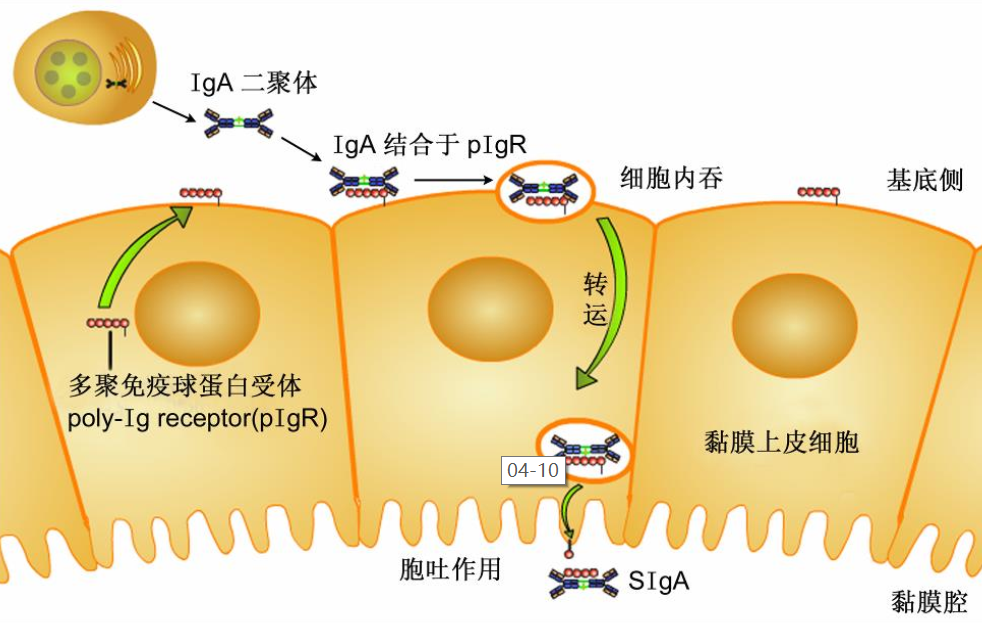 IgA 二聚体
IgA 结合于 pIgR
细胞内吞
基底侧
转
运
多聚免疫球蛋白受体
poly-Ig receptor(pIgR)
黏膜上皮细胞
04-10
胞吐作用
SIgA
黏膜腔